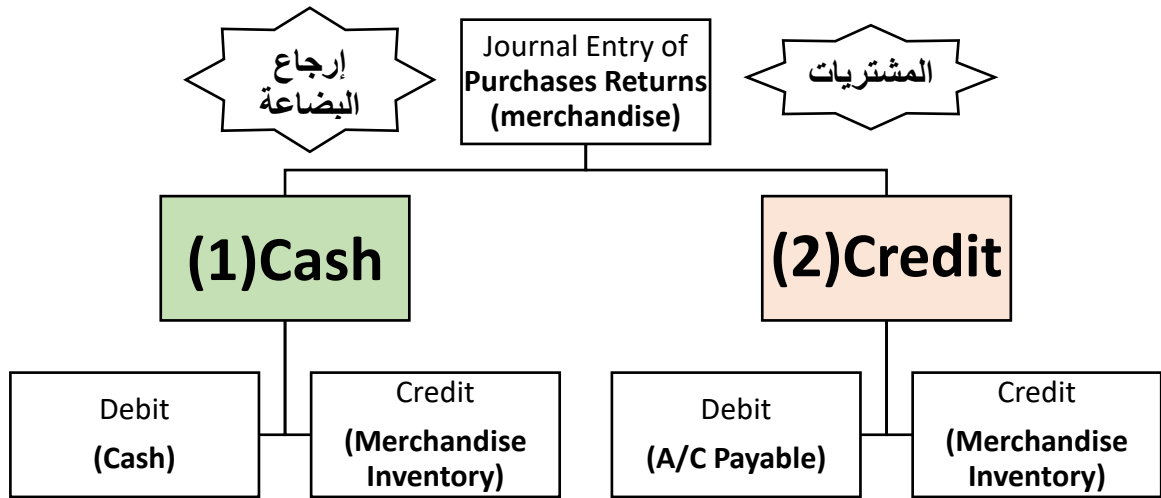 إرجاع
البضاعة
Journal Entry of
Purchases Returns
(merchandise)
المشتريات
(1)Cash
(2)Credit
Debit
(Cash)
Credit
(Merchandise
Inventory)
Debit
(A/C Payable)
Credit
(Merchandise
Inventory)